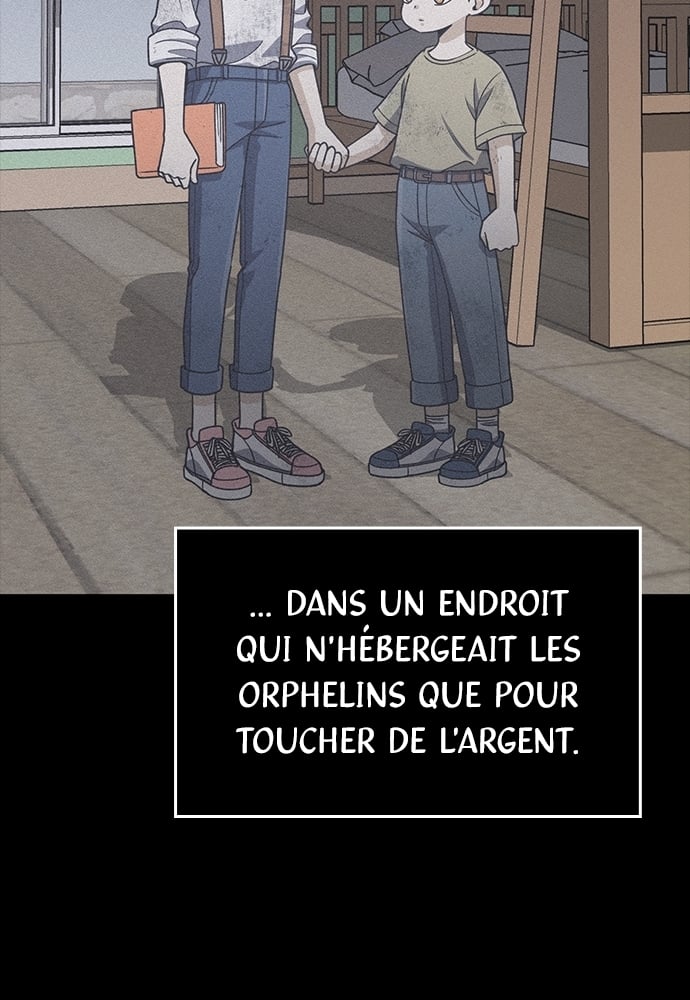 ... DANS UN ENDROIT
QUI N'HÉBERGEAIT LES
ORPHELINS QUE POUR
TOUCHER DE L'ARGENT.